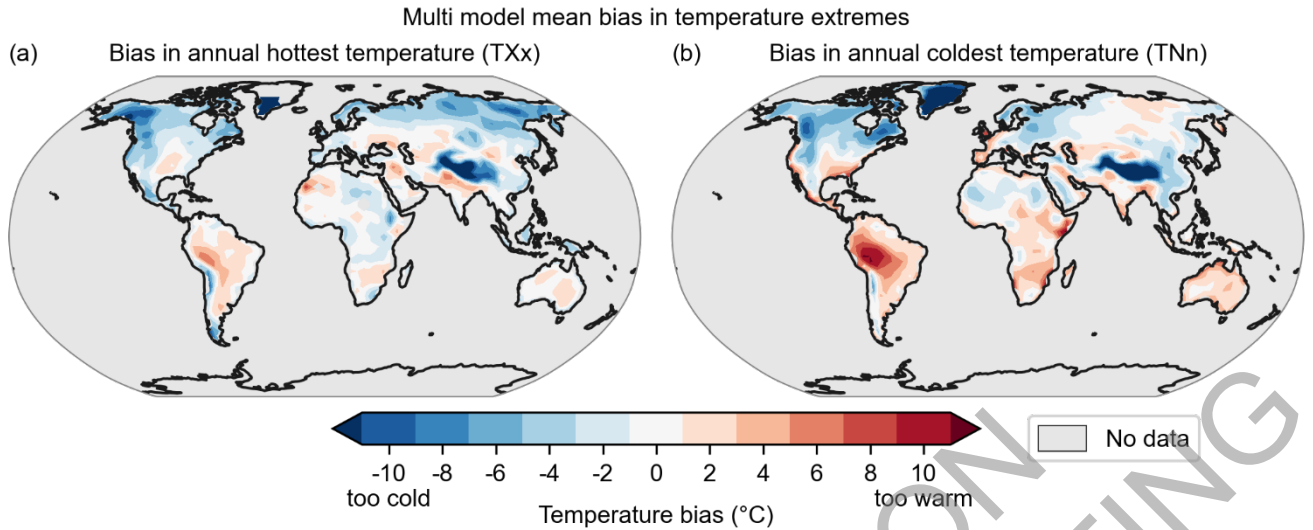 Multi model mean bias in temperature extremes
(a) Bias in annual hottest temperature (TXx)
(b) Bias in annual coldest temperature (TNn)
-10 -8 -6 -4 -2 0 2 4 6 8 10
too cold too warm
Temperature bias (°C)
No data
ON
TING